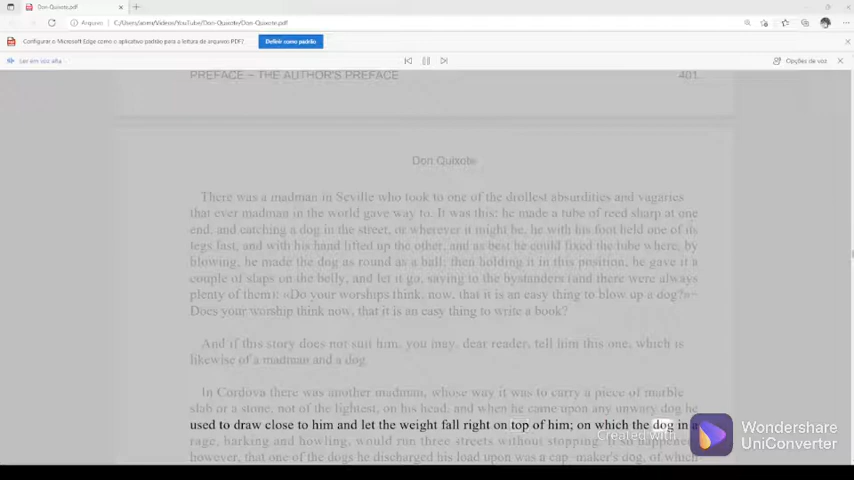 Don-Quixote.pdf
Arquivo C:/Users/adrrn/Videos/YouTube/Don-Quixote/Don-Quixote.pdf
Configurar o Microsoft Edge como o aplicativo padrão para a leitura de arquivos PDF? Definir como padrão
Ler em voz alta Opções de voz
PREFACE – THE AUTHOR'S PREFACE 401
Don Quixote
There was a madman in Seville who took to one of the drollest absurdities and vagaries
that ever madman in the world gave way to. It was this: he made a tube of reed sharp at one
end, and catching a dog in the street, or wherever it might be, he with his foot held one of its
legs fast, and with his hand lifted up the other, and as best he could fixed the tube where, by
blowing, he made the dog as round as a ball; then holding it in this position, he gave it a
couple of slaps on the belly, and let it go, saying to the bystanders (and there were always
plenty of them): «Do your worships think, now, that it is an easy thing to blow up a dog?»–
Does your worship think now, that it is an easy thing to write a book?
And if this story does not suit him, you may, dear reader, tell him this one, which is
likewise of a madman and a dog.
In Cordova there was another madman, whose way it was to carry a piece of marble
slab or a stone, not of the lightest, on his head, and when he came upon any unwary dog he
used to draw close to him and let the weight fall right on top of him; on which the dog in a
rage, barking and howling, would run three streets without stopping. It so happened,
however, that one of the dogs he discharged his load upon was a cap-maker's dog, of which
Created with
Wondershare
UniConverter